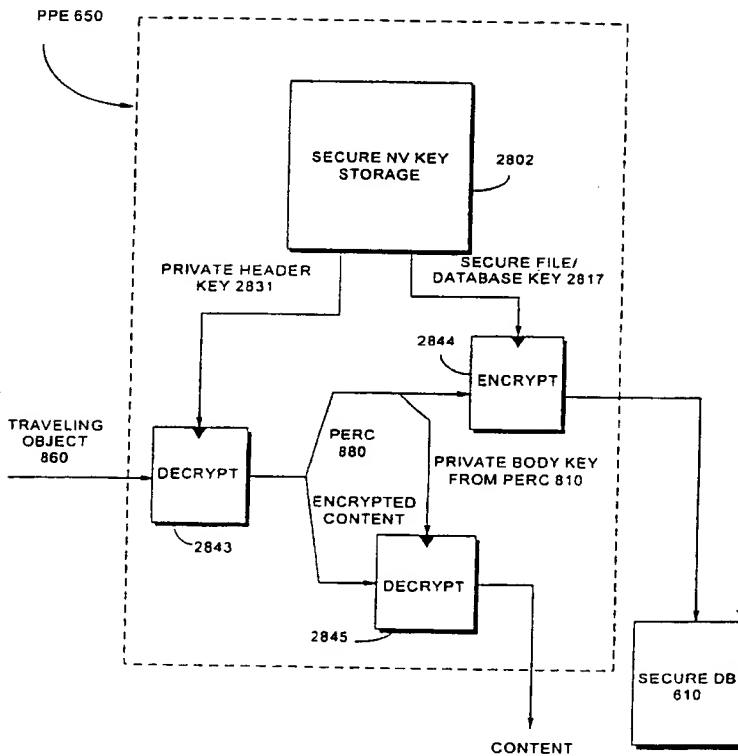 PPE 650
SECURE NV KEY
STORAGE
2802
PRIVATE HEADER
KEY 2831
SECURE FILE/
DATABASE KEY 2817
2844
ENCRYPT
TRAVELING
OBJECT
860
DECRYPT
2843
PERC
880
ENCRYPTED
CONTENT
PRIVATE BODY KEY
FROM PERC 810
DECRYPT
2845
SECURE DB
610
CONTENT